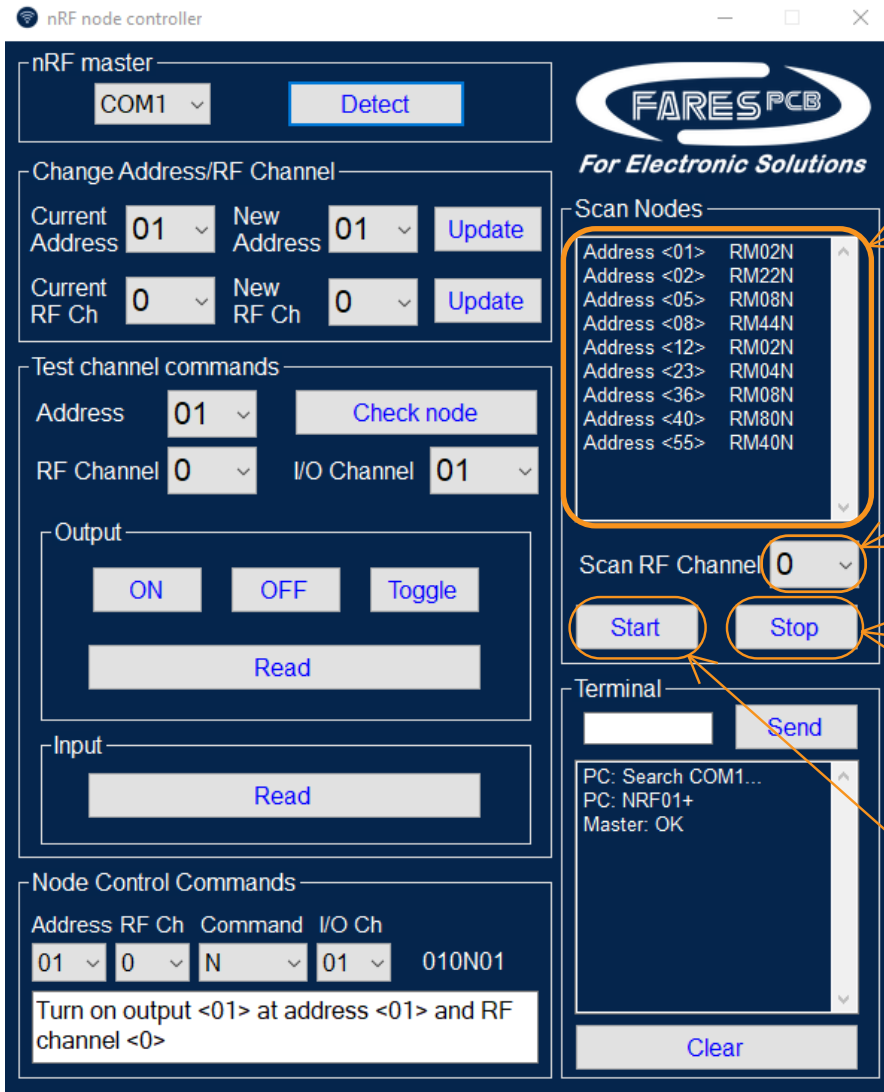 nRF node controller
nRF master
COM1 Detect
FARES PCB
For Electronic Solutions
Change Address/RF Channel
Current Address 01 New Address 01 Update
Current RF Ch 0 New RF Ch 0 Update
Scan Nodes
Address <01> RM02N
Address <02> RM22N
Address <05> RM08N
Address <08> RM44N
Address <12> RM02N
Address <23> RM04N
Address <36> RM08N
Address <40> RM80N
Address <55> RM40N
Scan RF Channel 0
Start Stop
Test channel commands
Address 01 Check node
RF Channel 0 I/O Channel 01
Output
ON OFF Toggle
Read
Input
Read
Terminal
Send
PC: Search COM1...
PC: NRF01+
Master: OK
Clear
Node Control Commands
Address RF Ch Command I/O Ch
01 0 N 01 010N01
Turn on output <01> at address <01> and RF
channel <0>